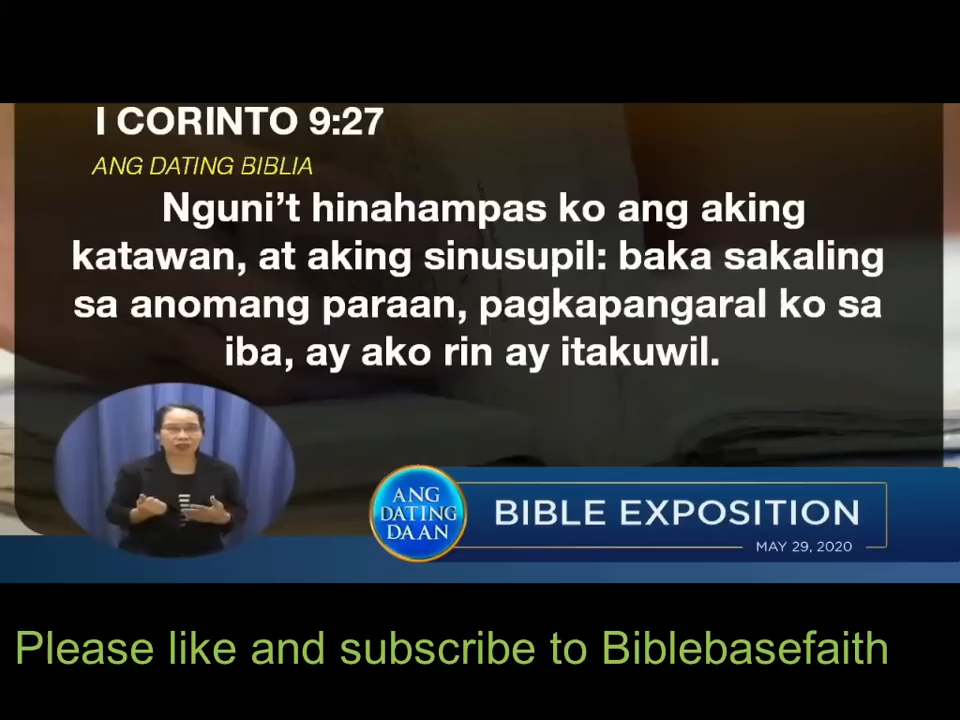 I CORINTO 9:27
ANG DATING BIBLIA
Nguni't hinahampas ko ang aking
katawan, at aking sinusupil: baka sakaling
sa anomang paraan, pagkapangaral ko sa
iba, ay ako rin ay itakuwil.
ANG
DATING
DAAN
BIBLE EXPOSITION
MAY 29, 2020
Please like and subscribe to Biblebasefaith